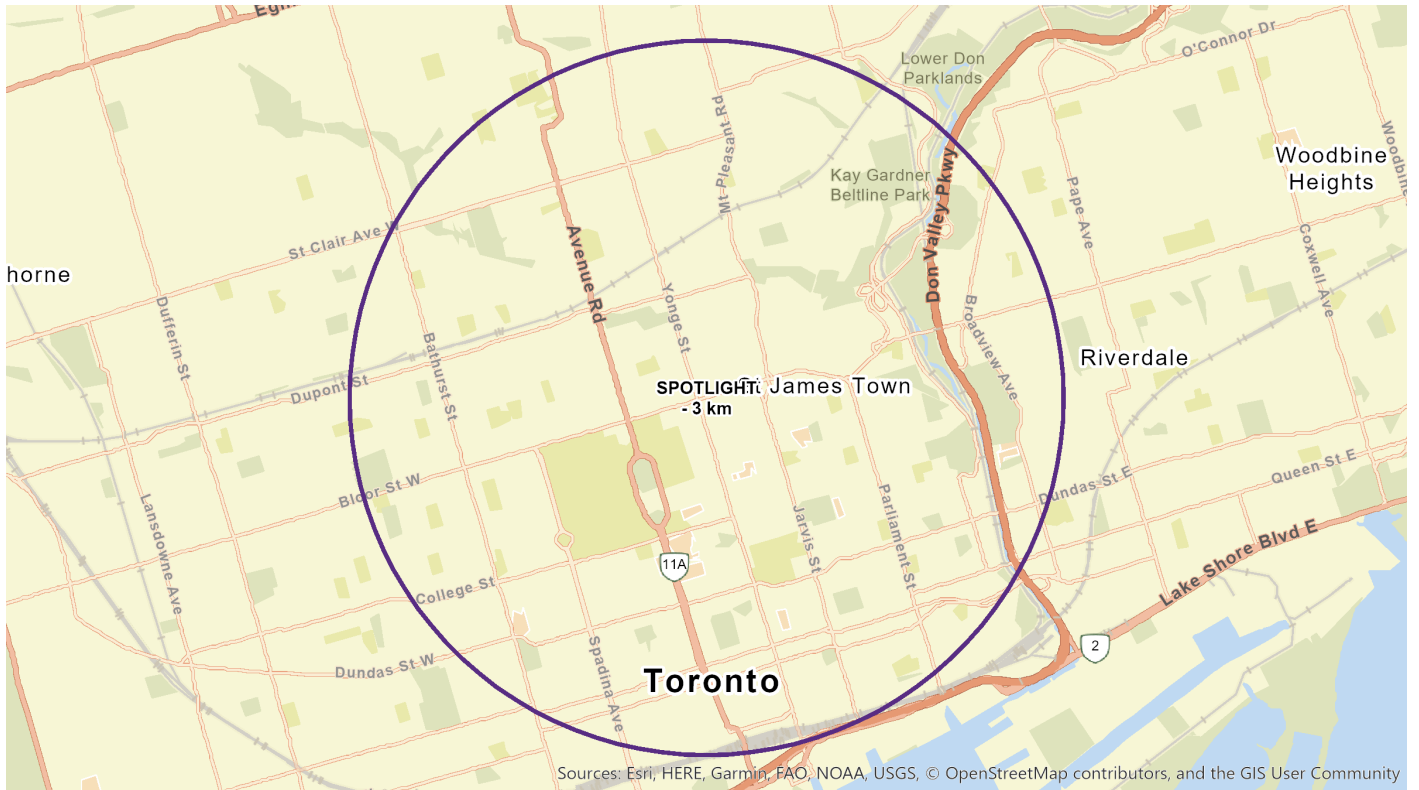 Egli
O'Connor Dr
Lower Don
Parklands
Mt Pleasant Rd
Woodbine
Woodbine
Heights
Kay Gardner
Beltline Park
Don Valley Pkwy
Pape Ave
St Clair Ave W
Avenue Rd
Coxwell Ave
horne
Dufferin St
Yonge St
Bathurst St
Broadview Ave
Riverdale
Dupont St
SPOTLIGHT
- 3 km
St James Town
Bloor St W
Queen St E
Dundas St E
Lansdowne Ave
Jarvis St
Parliament St
Lake Shore Blvd E
11A
College St
2
Dundas St W
Spadina Ave
Toronto
Sources: Esri, HERE, Garmin, FAO, NOAA, USGS, © OpenStreetMap contributors, and the GIS User Community